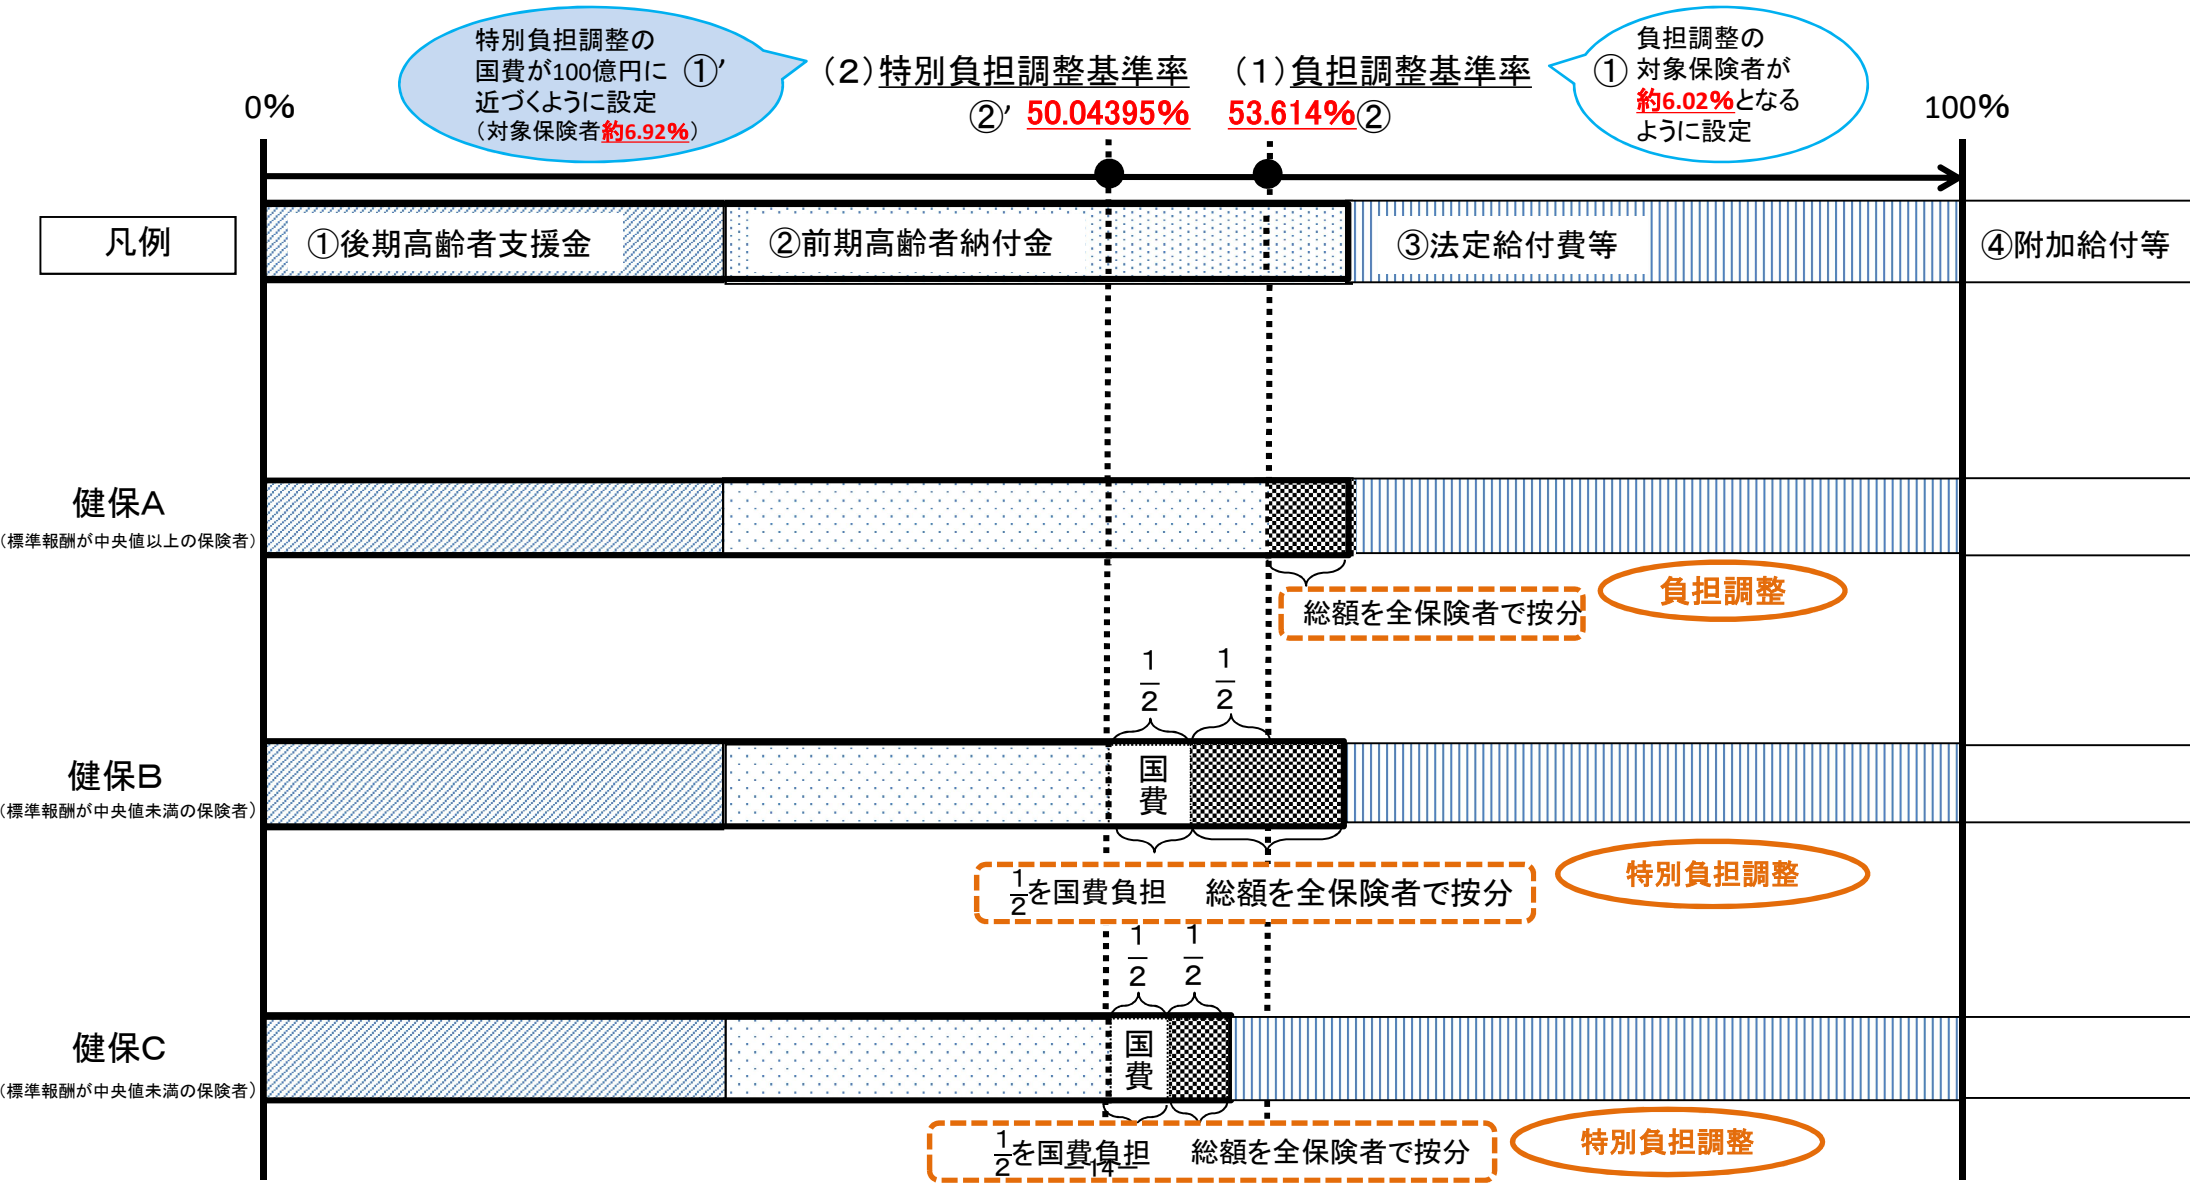 特別負担調整の
国費が100億円に
近づくように設定
（対象保険者約6.92%）
①’
（2）特別負担調整基準率
②’ 50.04395%
（1）負担調整基準率
53.614%②
①
負担調整の
対象保険者が
約6.02%となる
ように設定
0%
100%
凡例
①後期高齢者支援金
②前期高齢者納付金
③法定給付費等
④附加給付等
健保A
（標準報酬が中央値以上の保険者）
総額を全保険者で按分
負担調整
1
2
1
2
健保B
（標準報酬が中央値未満の保険者）
国
費
1
2
を国費負担
総額を全保険者で按分
特別負担調整
1
2
1
2
健保C
（標準報酬が中央値未満の保険者）
国
費
1
2
を国費負担
総額を全保険者で按分
特別負担調整
－14－